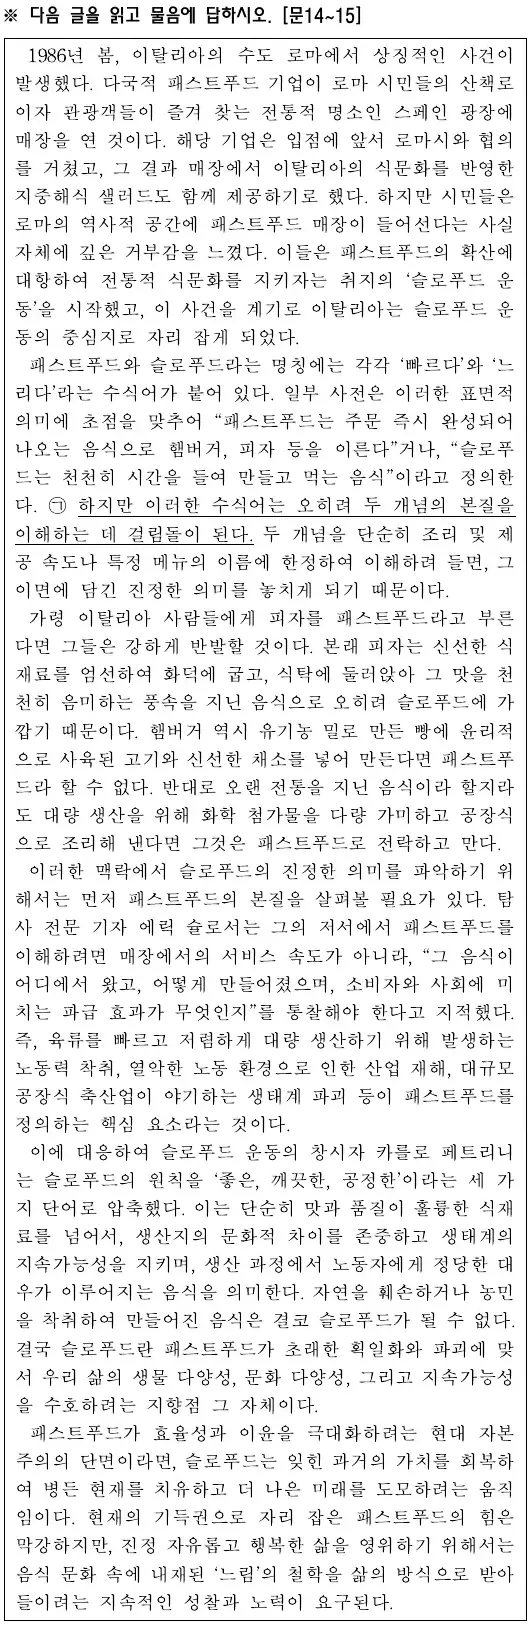 ※ 다음 글을 읽고 물음에 답하시오. [문14~15]
1986년 봄, 이탈리아의 수도 로마에서 상징적인 사건이
발생했다. 다국적 패스트푸드 기업이 로마 시민들의 산책로
이자 관광객들이 즐겨 찾는 전통적 명소인 스페인 광장에
매장을 연 것이다. 해당 기업은 입점에 앞서 로마시와 협의
를 거쳤고, 그 결과 매장에서 이탈리아의 식문화를 반영한
지중해식 샐러드도 함께 제공하기로 했다. 하지만 시민들은
로마의 역사적 공간에 패스트푸드 매장이 들어선다는 사실
자체에 깊은 거부감을 느꼈다. 이들은 패스트푸드의 확산에
대항하여 전통적 식문화를 지키자는 취지의 ‘슬로푸드 운
동’을 시작했고, 이 사건을 계기로 이탈리아는 슬로푸드 운
동의 중심지로 자리 잡게 되었다.
패스트푸드와 슬로푸드라는 명칭에는 각각 ‘빠르다’와 ‘느
리다’라는 수식어가 붙어 있다. 일부 사전은 이러한 표면적
의미에 초점을 맞추어 “패스트푸드는 주문 즉시 완성되어
나오는 음식으로 햄버거, 피자 등을 이른다”거나, “슬로푸
드는 천천히 시간을 들여 만들고 먹는 음식”이라고 정의한
다. ㉠ 하지만 이러한 수식어는 오히려 두 개념의 본질을
이해하는 데 걸림돌이 된다. 두 개념을 단순히 조리 및 제
공 속도나 특정 메뉴의 이름에 한정하여 이해하려 들면, 그
이면에 담긴 진정한 의미를 놓치게 되기 때문이다.
가령 이탈리아 사람들에게 피자를 패스트푸드라고 부른
다면 그들은 강하게 반발할 것이다. 본래 피자는 신선한 식
재료를 엄선하여 화덕에 굽고, 식탁에 둘러앉아 그 맛을 천
천히 음미하는 풍속을 지닌 음식으로 오히려 슬로푸드에 가
깝기 때문이다. 햄버거 역시 유기농 밀로 만든 빵에 윤리적
으로 사육된 고기와 신선한 채소를 넣어 만든다면 패스트푸
드라 할 수 없다. 반대로 오랜 전통을 지닌 음식이라 할지라
도 대량 생산을 위해 화학 첨가물을 다량 가미하고 공장식
으로 조리해 낸다면 그것은 패스트푸드로 전락하고 만다.
이러한 맥락에서 슬로푸드의 진정한 의미를 파악하기 위
해서는 먼저 패스트푸드의 본질을 살펴볼 필요가 있다. 탐
사 전문 기자 에릭 슐로서는 그의 저서에서 패스트푸드를
이해하려면 매장에서의 서비스 속도가 아니라, “그 음식이
어디에서 왔고, 어떻게 만들어졌으며, 소비자와 사회에 미
치는 파급 효과가 무엇인지”를 통찰해야 한다고 지적했다.
즉, 육류를 빠르고 저렴하게 대량 생산하기 위해 발생하는
노동력 착취, 열악한 노동 환경으로 인한 산업 재해, 대규모
공장식 축산업이 야기하는 생태계 파괴 등이 패스트푸드를
정의하는 핵심 요소라는 것이다.
이에 대응하여 슬로푸드 운동의 창시자 카를로 페트리니
는 슬로푸드의 원칙을 ‘좋은, 깨끗한, 공정한’이라는 세 가
지 단어로 압축했다. 이는 단순히 맛과 품질이 훌륭한 식재
료를 넘어서, 생산지의 문화적 차이를 존중하고 생태계의
지속가능성을 지키며, 생산 과정에서 노동자에게 정당한 대
우가 이루어지는 음식을 의미한다. 자연을 훼손하거나 농민
을 착취하여 만들어진 음식은 결코 슬로푸드가 될 수 없다.
결국 슬로푸드란 패스트푸드가 초래한 획일화와 파괴에 맞
서 우리 삶의 생물 다양성, 문화 다양성, 그리고 지속가능성
을 수호하려는 지향점 그 자체이다.
패스트푸드가 효율성과 이윤을 극대화하려는 현대 자본
주의의 단면이라면, 슬로푸드는 잊힌 과거의 가치를 회복하
여 병든 현재를 치유하고 더 나은 미래를 도모하려는 움직
임이다. 현재의 기득권으로 자리 잡은 패스트푸드의 힘은
막강하지만, 진정 자유롭고 행복한 삶을 영위하기 위해서는
음식 문화 속에 내재된 ‘느림’의 철학을 삶의 방식으로 받아
들이려는 지속적인 성찰과 노력이 요구된다.